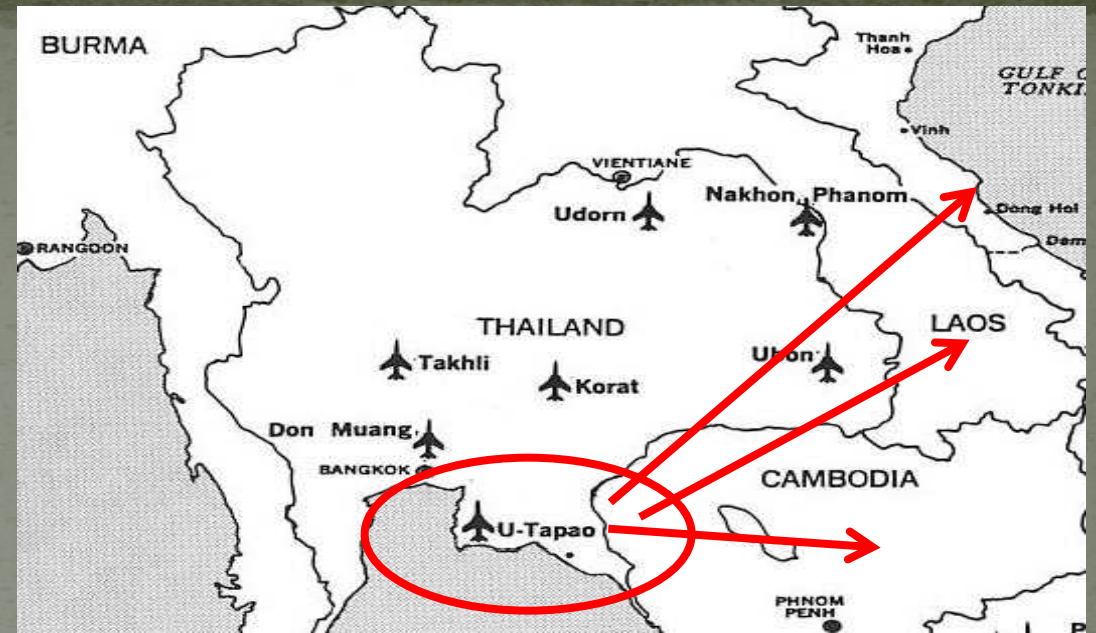 BURMA
Thanh
Hoa
GULF
TONKI
Vinh
VIENTIANE
Nakhon Phanom
Udorn
Dong Hoi
RANGOON
Dem
THAILAND
LAOS
Takhli
Ubon
Korat
Don Muang
BANGKOK
CAMBODIA
U-Tapao
PHNOM
PENH
P